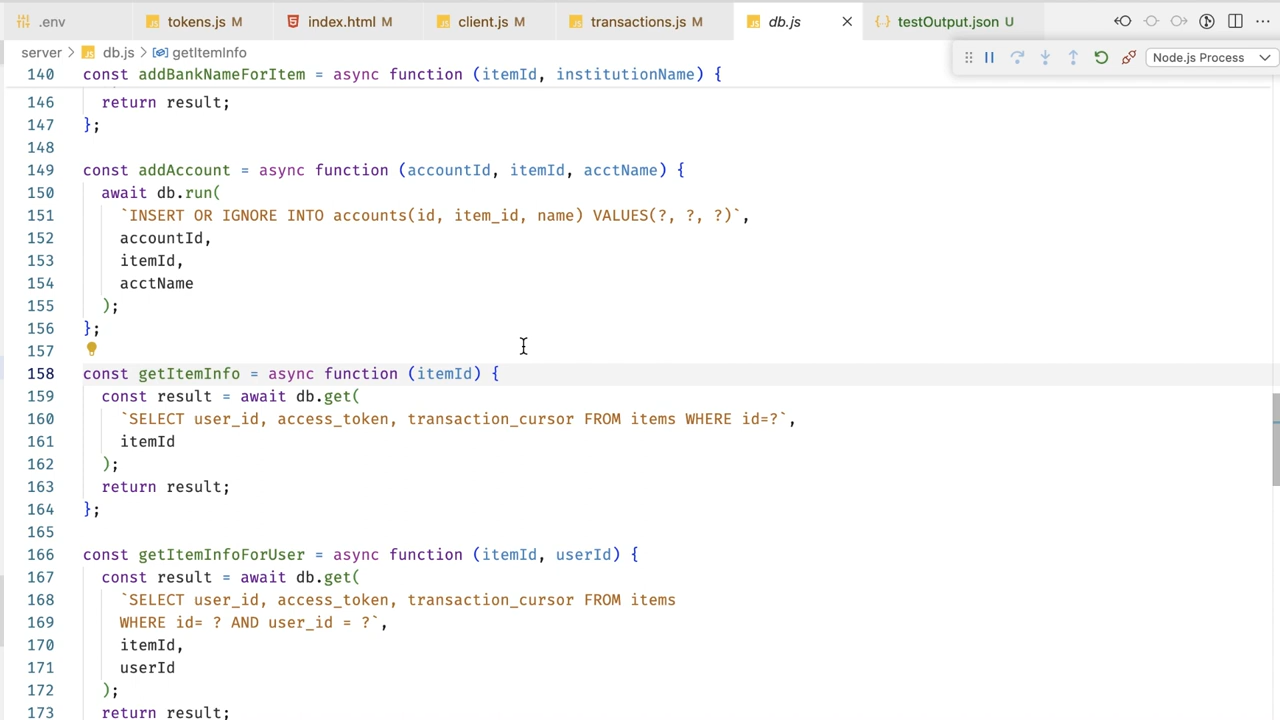 .env
tokens.js M
index.html M
client.js M
transactions.js M
db.js
testOutput.json U
server > db.js > getItemInfo
Node.js Process
140 const addBankNameForItem = async function (itemId, institutionName) {
146 return result;
147 };
148
149 const addAccount = async function (accountId, itemId, acctName) {
150 await db.run(
151 `INSERT OR IGNORE INTO accounts(id, item_id, name) VALUES(?, ?, ?)`,
152 accountId,
153 itemId,
154 acctName
155 );
156 };
157
158 const getItemInfo = async function (itemId) {
159 const result = await db.get(
160 `SELECT user_id, access_token, transaction_cursor FROM items WHERE id=?`,
161 itemId
162 );
163 return result;
164 };
165
166 const getItemInfoForUser = async function (itemId, userId) {
167 const result = await db.get(
168 `SELECT user_id, access_token, transaction_cursor FROM items
169 WHERE id= ? AND user_id = ?`,
170 itemId,
171 userId
172 );
173 return result;